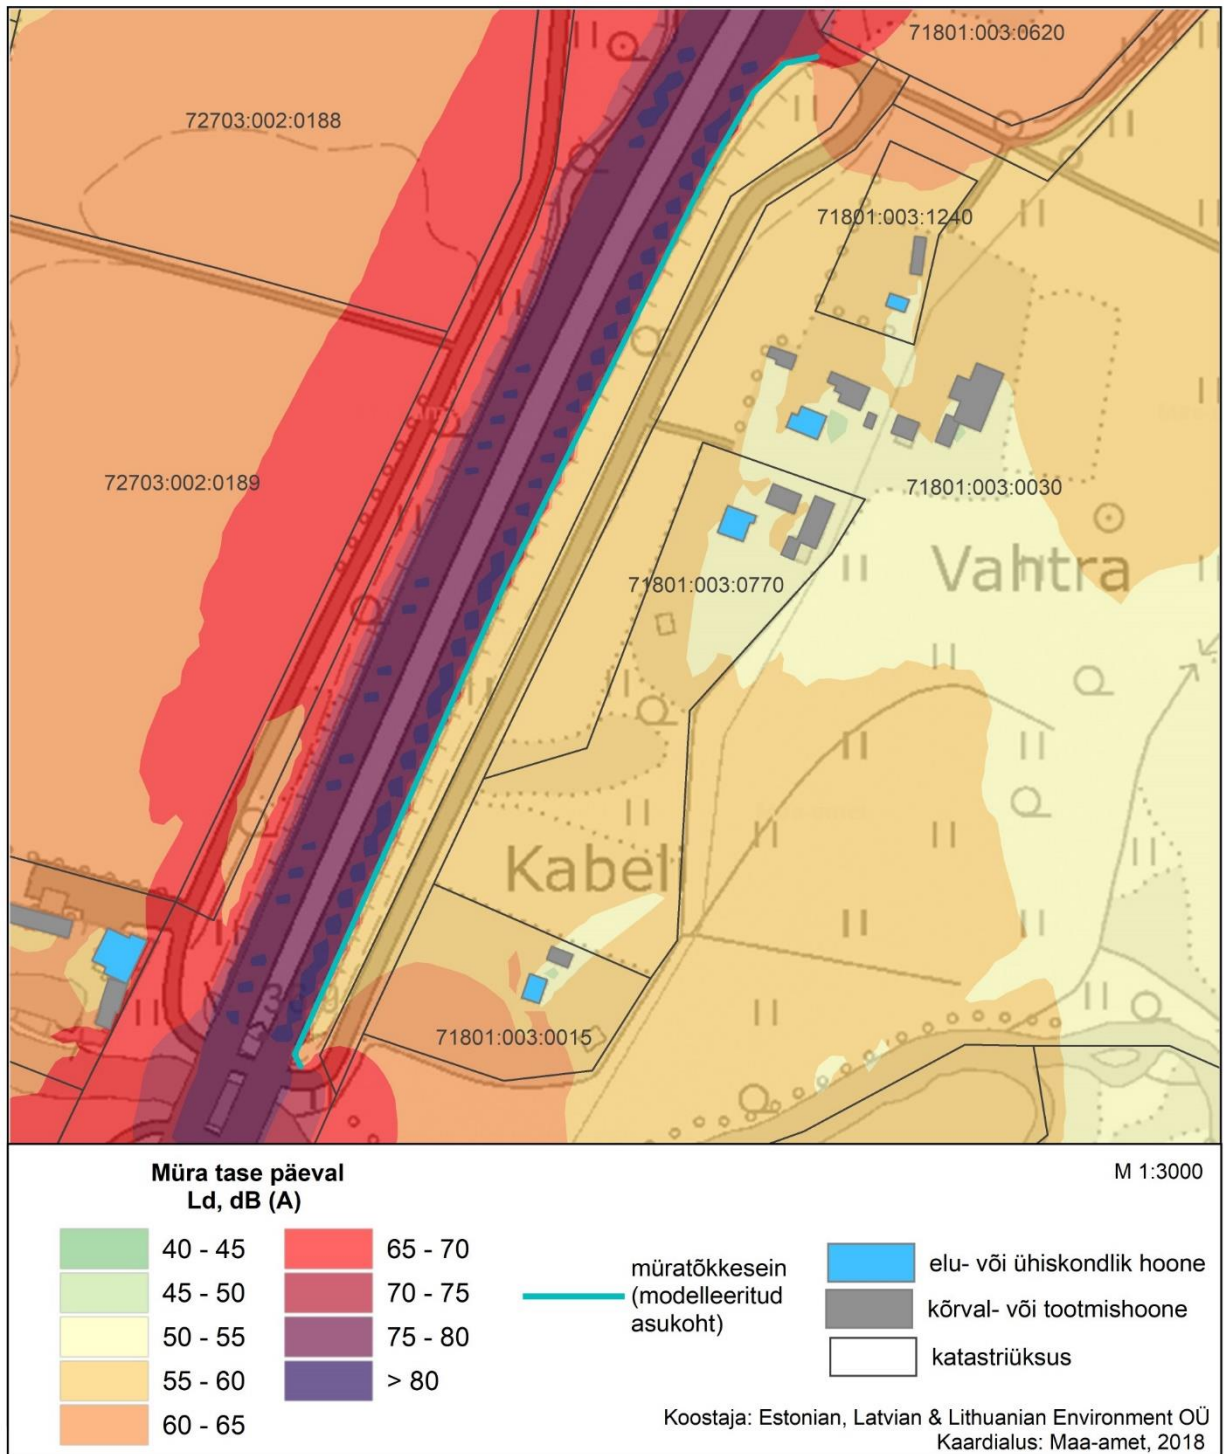 71801:003:0620
72703:002:0188
71801:003:1240
72703:002:0189
71801:003:0030
Vahtra
71801:003:0770
Kabeli
71801:003:0015
Müra tase päeval
Ld, dB (A)
M 1:3000
40 - 45
45 - 50
50 - 55
55 - 60
60 - 65
65 - 70
70 - 75
75 - 80
> 80
müratõkkesein
(modelleeritud
asukoht)
elu- või ühiskondlik hoone
kõrval- või tootmishoone
katastriüksus
Koostaja: Estonian, Latvian & Lithuanian Environment OÜ
Kaardialus: Maa-amet, 2018